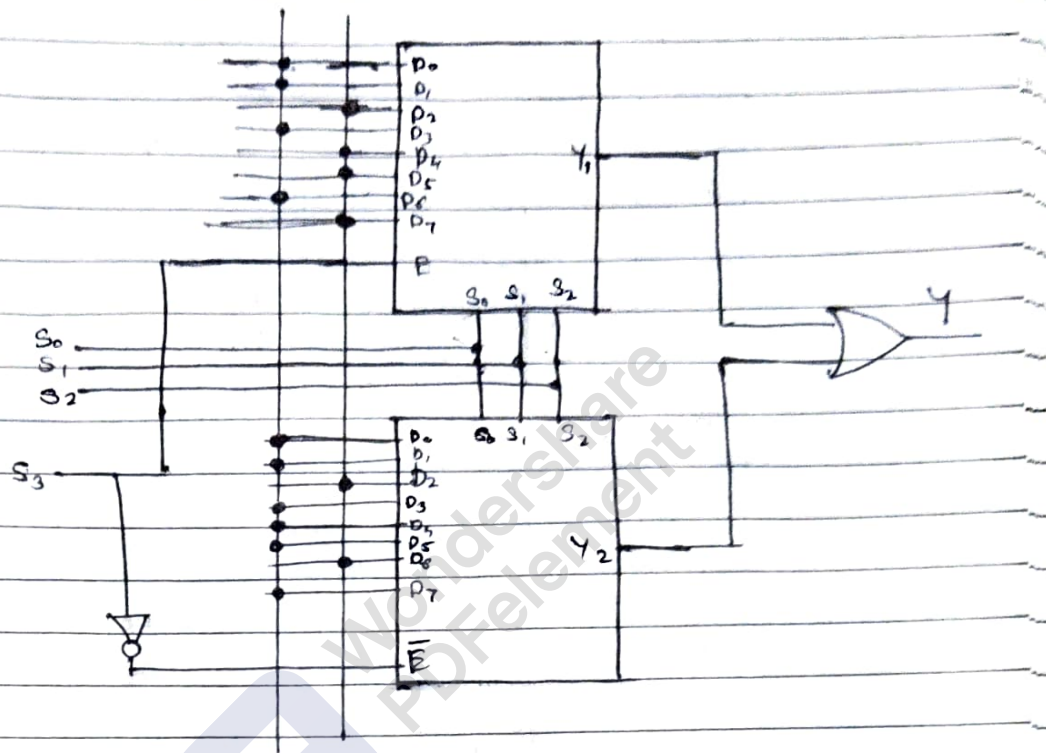 D0
D1
D2
D3
D4
D5
D6
D7
E
Y1
S0 S1 S2
Y
S0
S1
S2
S3
S0 S1 S2
D0
D1
D2
D3
D4
D5
D6
D7
E̅
Y2
Wondershare
PDFelement